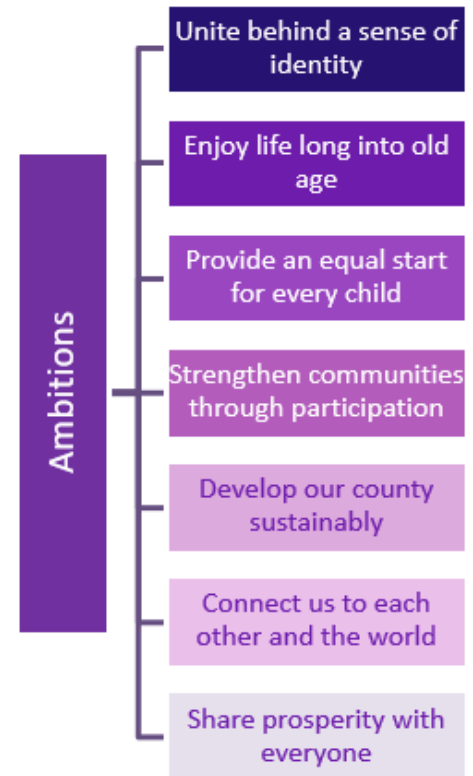 Ambitions
Unite behind a sense of
identity
Enjoy life long into old
age
Provide an equal start
for every child
Strengthen communities
through participation
Develop our county
sustainably
Connect us to each
other and the world
Share prosperity with
everyone